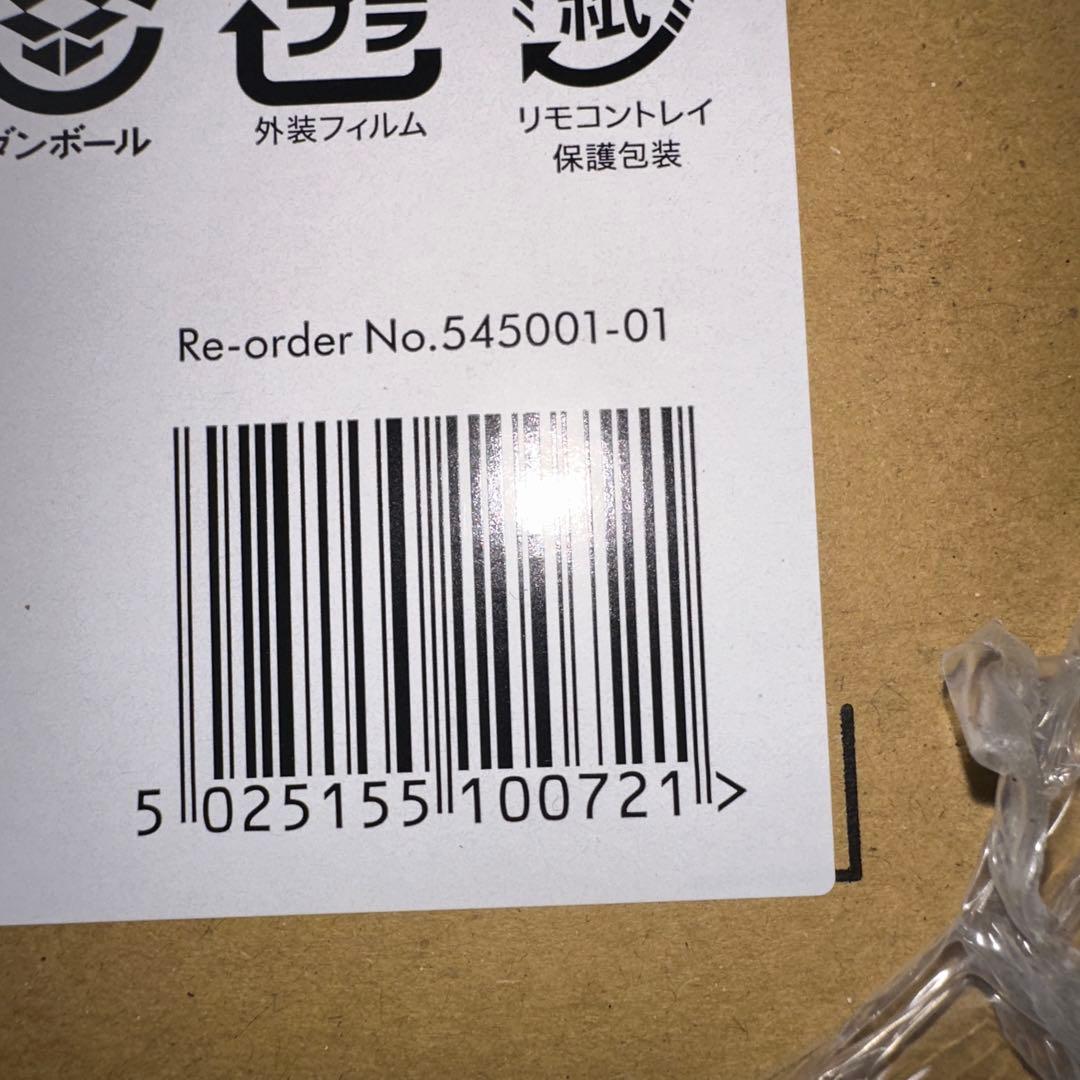 プラ
紙
ダンボール
外装フィルム
リモコントレイ
保護包装
Re-order No.545001-01
5 025155 100721 >